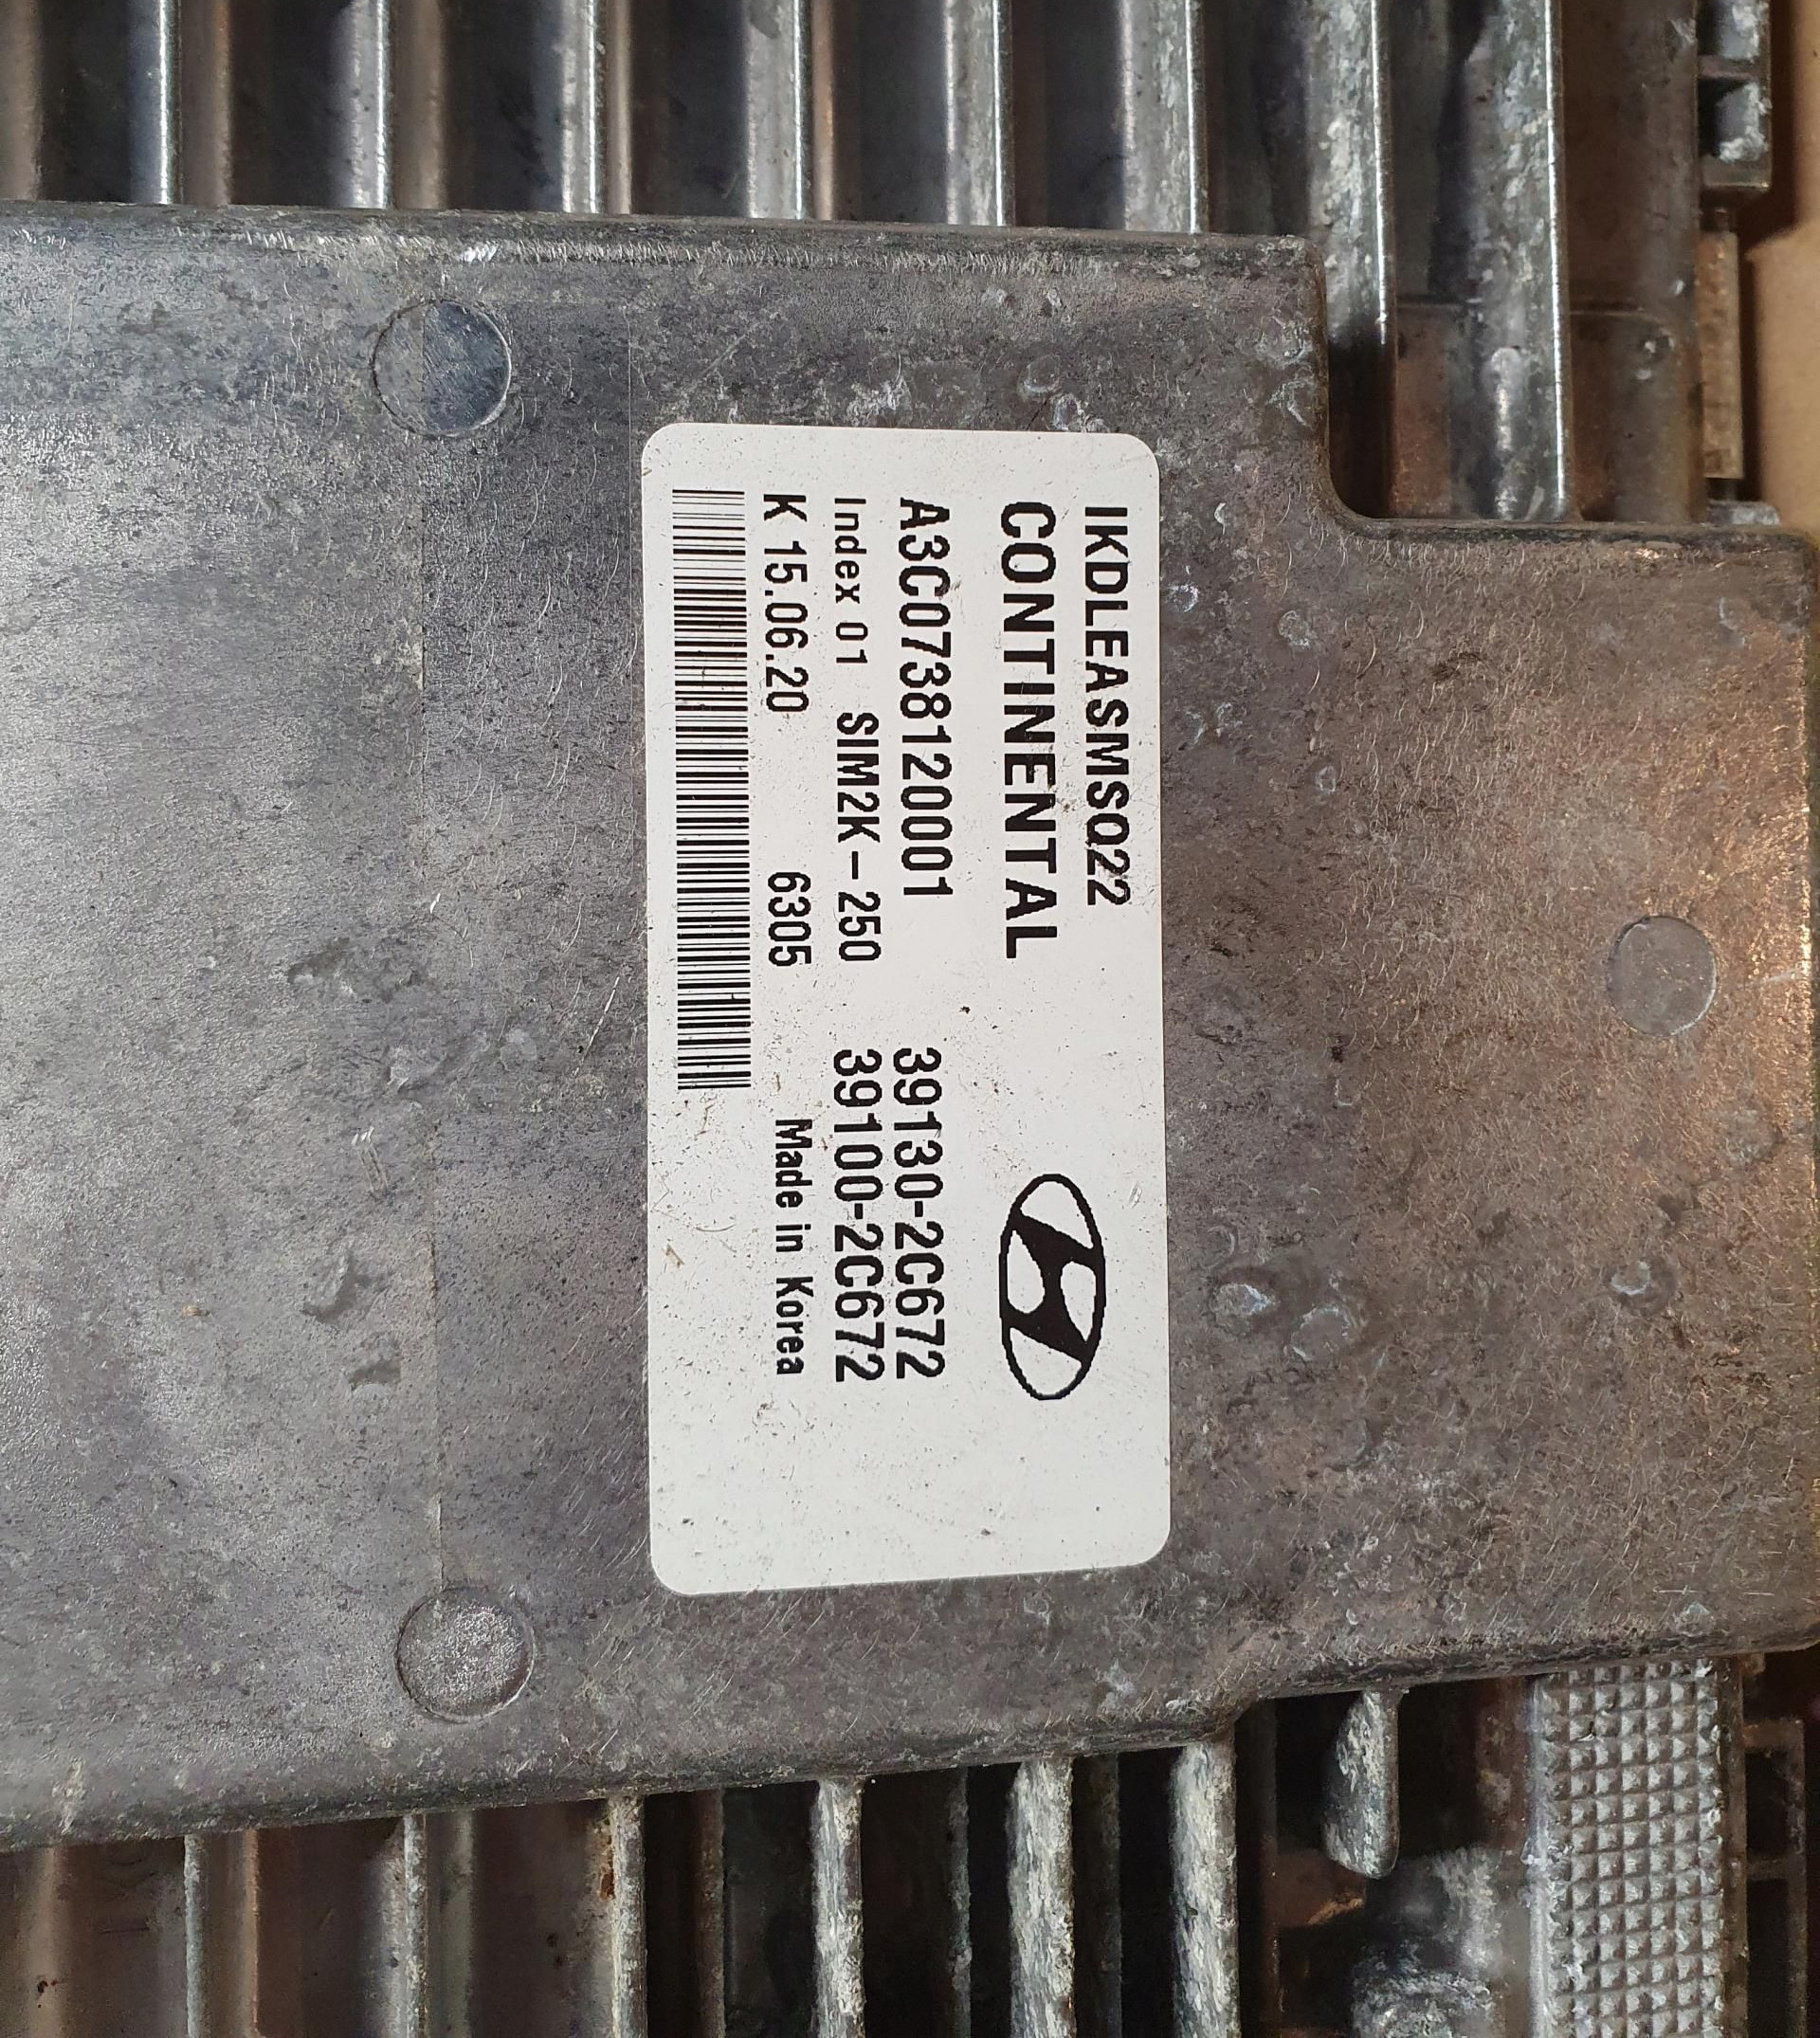 IKDLEASMSQ22
CONTINENTAL
A3C0738120001 39130-2C672
Index 01 SIM2K-250 39100-2C672
K 15.06.20 6305 Made in Korea